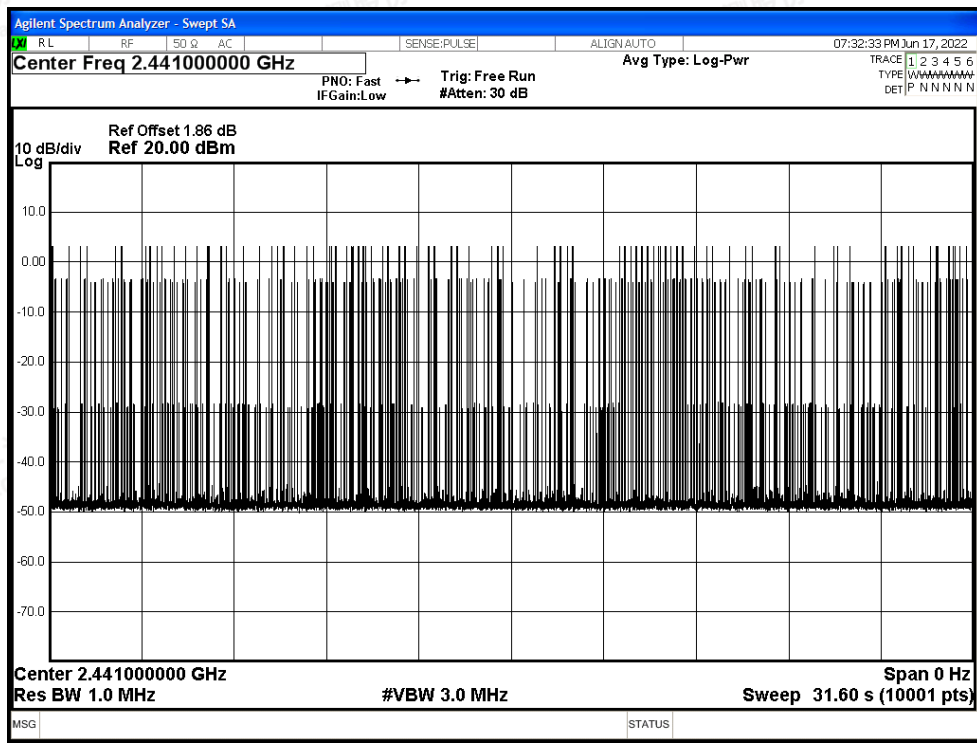 Agilent Spectrum Analyzer - Swept SA
LXI RL RF 50 Ω AC SENSE:PULSE ALIGN AUTO 07:32:33 PM Jun 17, 2022
Center Freq 2.441000000 GHz Avg Type: Log-Pwr TRACE 1 2 3 4 5 6
PNO: Fast Trig: Free Run TYPE
IFGain:Low #Atten: 30 dB DET P N N N N N
Ref Offset 1.86 dB
10 dB/div Ref 20.00 dBm
Log
10.0
0.00
-10.0
-20.0
-30.0
-40.0
-50.0
-60.0
-70.0
Center 2.441000000 GHz Span 0 Hz
Res BW 1.0 MHz #VBW 3.0 MHz Sweep 31.60 s (10001 pts)
MSG STATUS